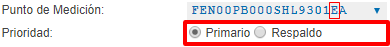 Punto de Medición: FEN00PB000SHL9301EA
Prioridad: Primario Respaldo